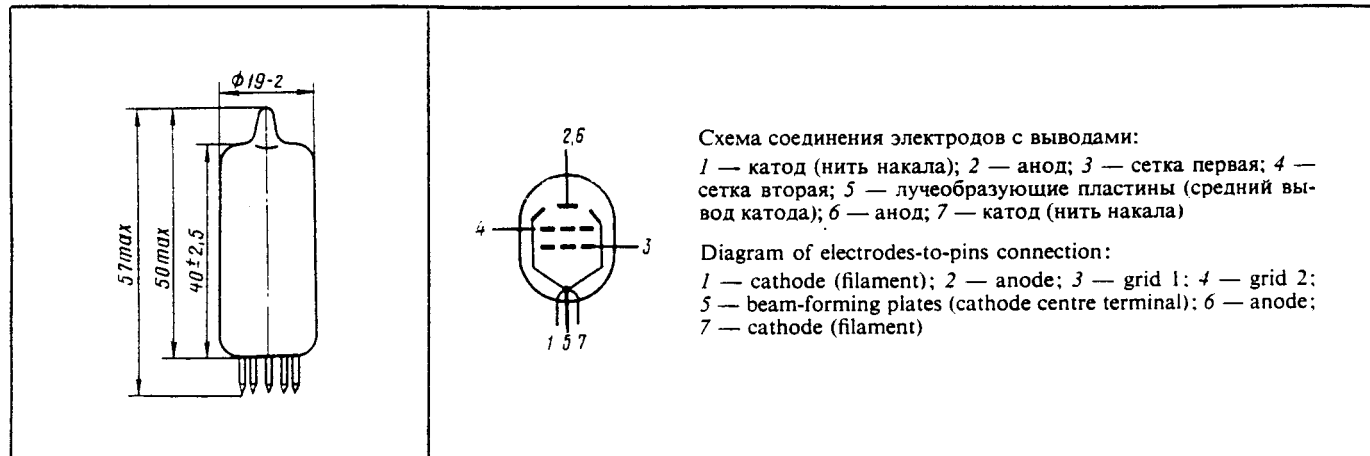 ϕ19-2
57max
50max
40±2,5
2,6
4
3
1 5 7
Схема соединения электродов с выводами:
1 — катод (нить накала); 2 — анод; 3 — сетка первая; 4 —
сетка вторая; 5 — лучеобразующие пластины (средний вы-
вод катода); 6 — анод; 7 — катод (нить накала)
Diagram of electrodes-to-pins connection:
1 — cathode (filament); 2 — anode; 3 — grid 1; 4 — grid 2;
5 — beam-forming plates (cathode centre terminal); 6 — anode;
7 — cathode (filament)